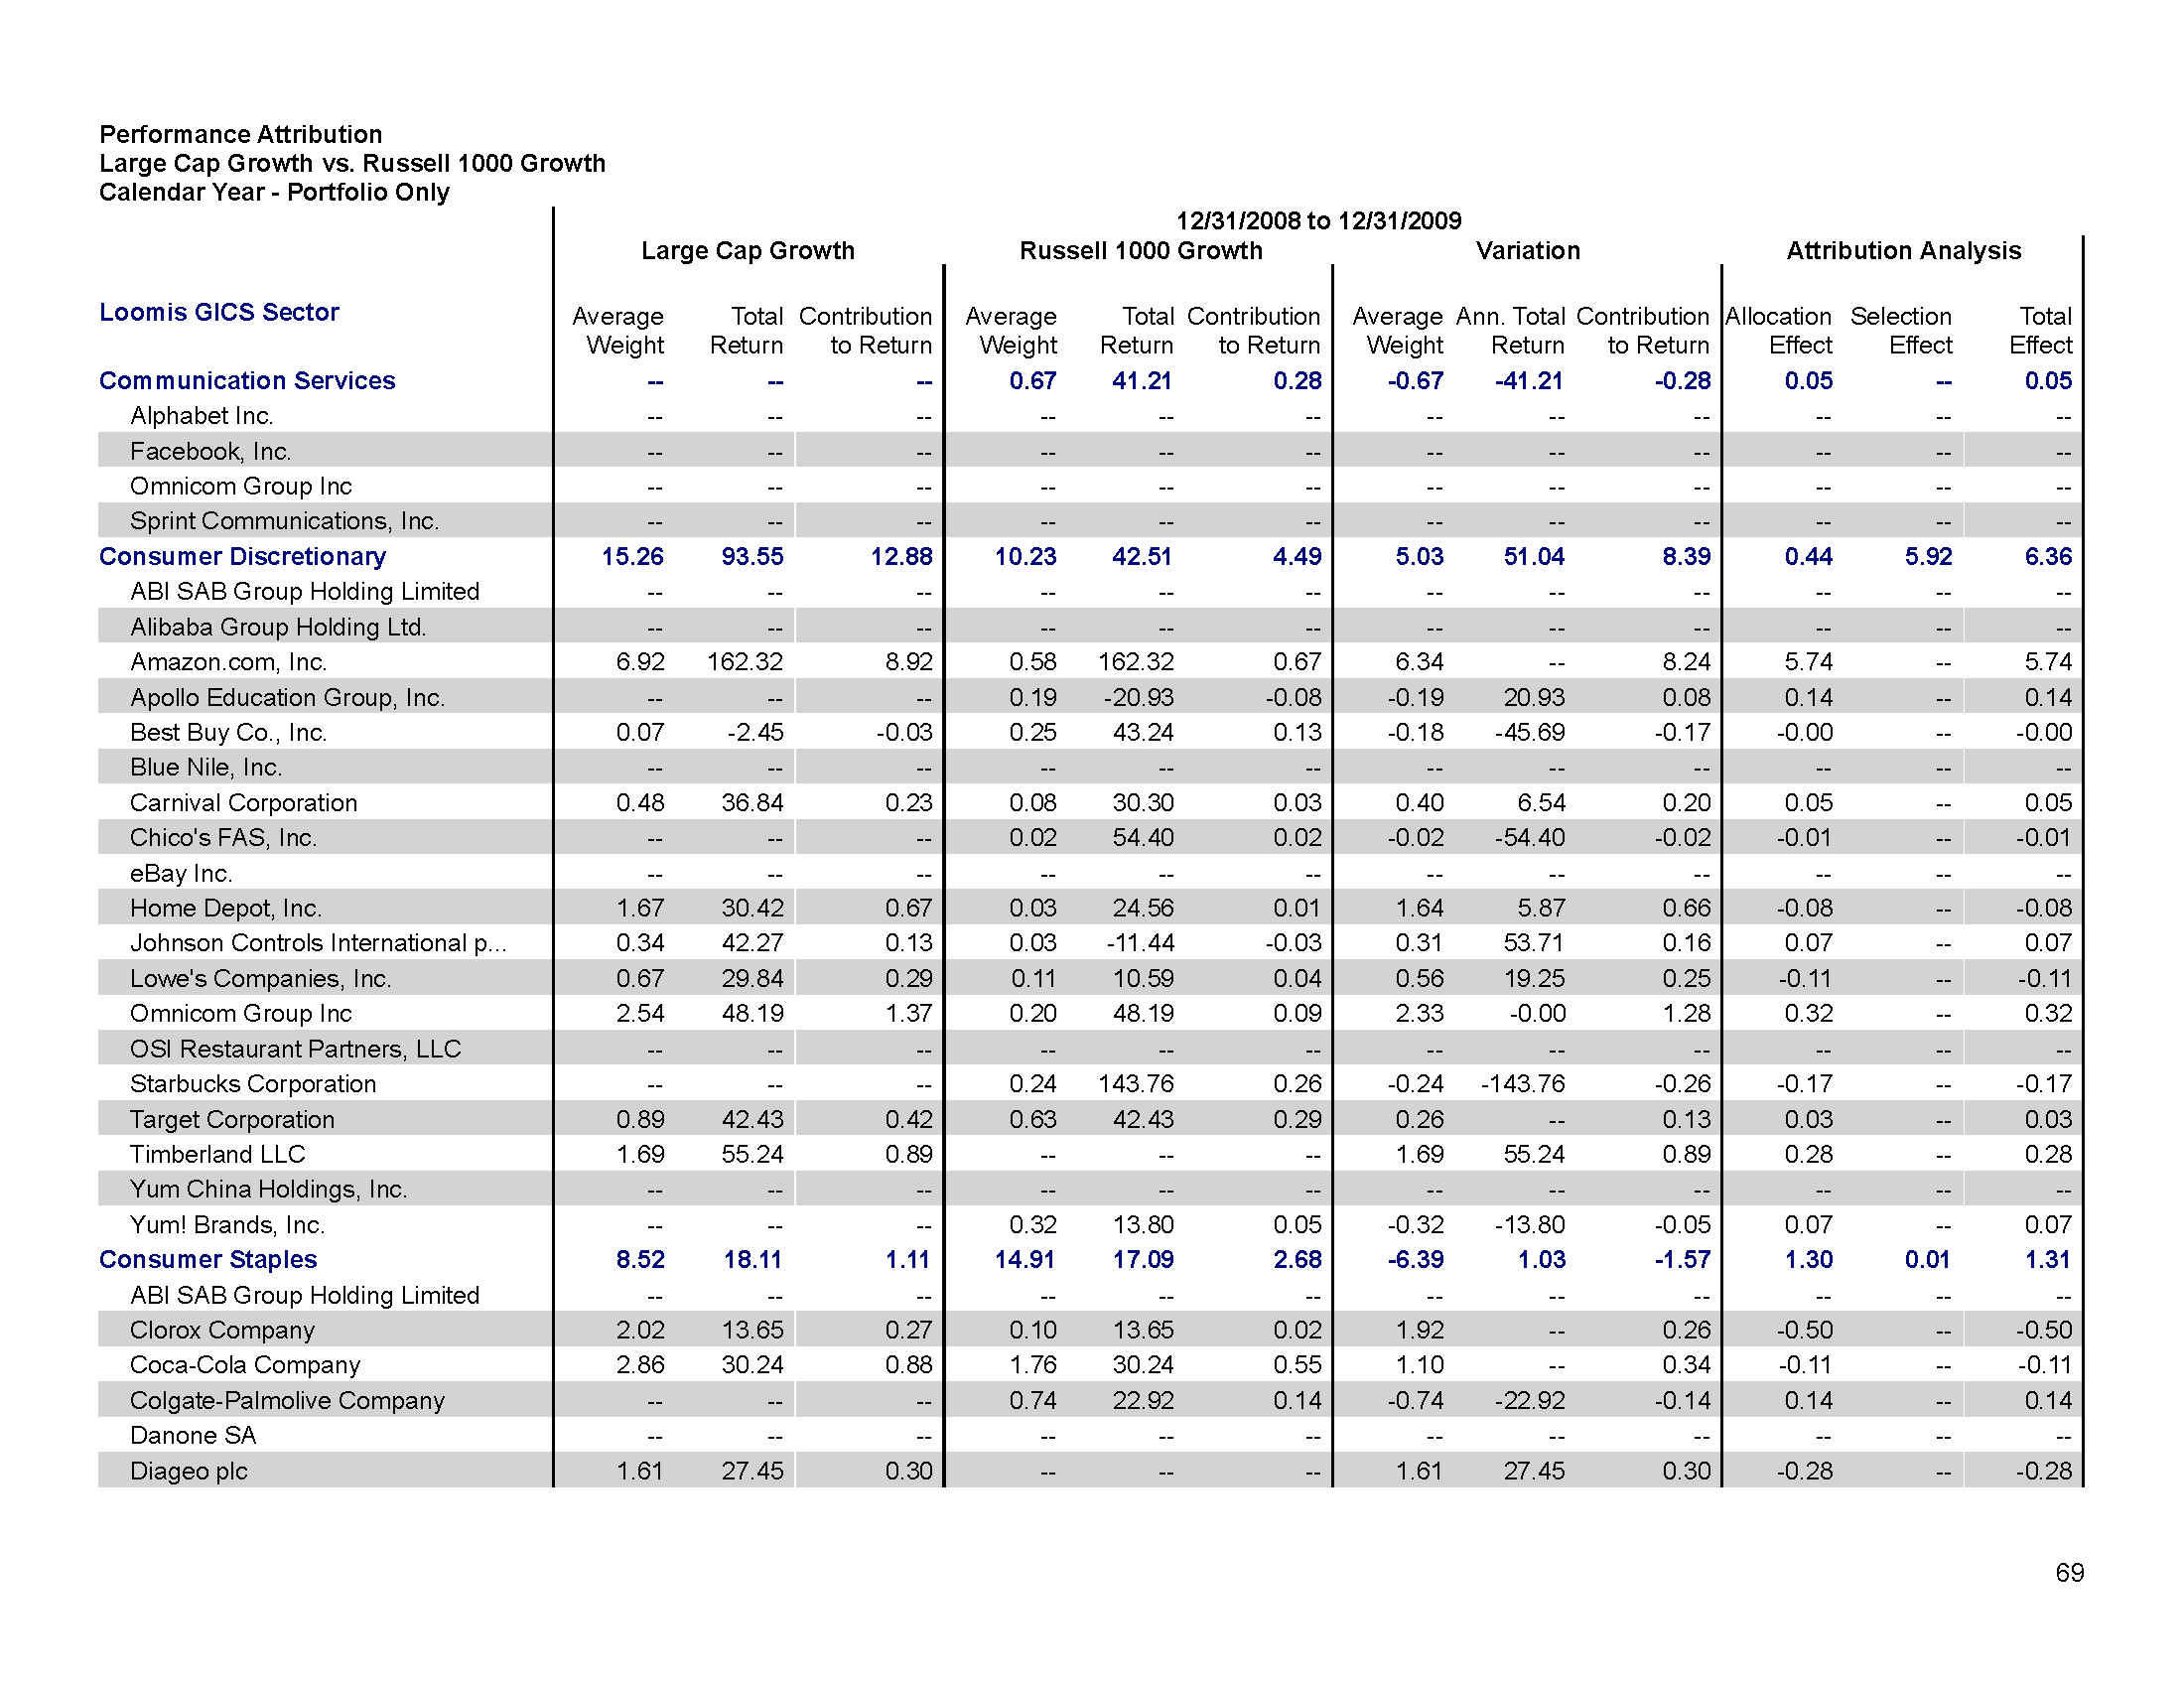 Performance Attribution
Large Cap Growth vs. Russell 1000 Growth
Calendar Year - Portfolio Only
12/31/2008 to 12/31/2009
Large Cap Growth Russell 1000 Growth Variation Attribution Analysis
Loomis GICS Sector
Average Total Contribution Average Total Contribution Average Ann. Total Contribution Allocation Selection Total
Weight Return to Return Weight Return to Return Weight Return to Return Effect Effect Effect
Communication Services -- -- -- 0.67 41.21 0.28 -0.67 -41.21 -0.28 0.05 -- 0.05
Alphabet Inc. -- -- -- -- -- -- -- -- -- -- -- --
Facebook, Inc. -- -- -- -- -- -- -- -- -- -- -- --
Omnicom Group Inc -- -- -- -- -- -- -- -- -- -- -- --
Sprint Communications, Inc. -- -- -- -- -- -- -- -- -- -- -- --
Consumer Discretionary 15.26 93.55 12.88 10.23 42.51 4.49 5.03 51.04 8.39 0.44 5.92 6.36
ABI SAB Group Holding Limited -- -- -- -- -- -- -- -- -- -- -- --
Alibaba Group Holding Ltd. -- -- -- -- -- -- -- -- -- -- -- --
Amazon.com, Inc. 6.92 162.32 8.92 0.58 162.32 0.67 6.34 -- 8.24 5.74 -- 5.74
Apollo Education Group, Inc. -- -- -- 0.19 -20.93 -0.08 -0.19 20.93 0.08 0.14 -- 0.14
Best Buy Co., Inc. 0.07 -2.45 -0.03 0.25 43.24 0.13 -0.18 -45.69 -0.17 -0.00 -- -0.00
Blue Nile, Inc. -- -- -- -- -- -- -- -- -- -- -- --
Carnival Corporation 0.48 36.84 0.23 0.08 30.30 0.03 0.40 6.54 0.20 0.05 -- 0.05
Chico's FAS, Inc. -- -- -- 0.02 54.40 0.02 -0.02 -54.40 -0.02 -0.01 -- -0.01
eBay Inc. -- -- -- -- -- -- -- -- -- -- -- --
Home Depot, Inc. 1.67 30.42 0.67 0.03 24.56 0.01 1.64 5.87 0.66 -0.08 -- -0.08
Johnson Controls International p... 0.34 42.27 0.13 0.03 -11.44 -0.03 0.31 53.71 0.16 0.07 -- 0.07
Lowe's Companies, Inc. 0.67 29.84 0.29 0.11 10.59 0.04 0.56 19.25 0.25 -0.11 -- -0.11
Omnicom Group Inc 2.54 48.19 1.37 0.20 48.19 0.09 2.33 -0.00 1.28 0.32 -- 0.32
OSI Restaurant Partners, LLC -- -- -- -- -- -- -- -- -- -- -- --
Starbucks Corporation -- -- -- 0.24 143.76 0.26 -0.24 -143.76 -0.26 -0.17 -- -0.17
Target Corporation 0.89 42.43 0.42 0.63 42.43 0.29 0.26 -- 0.13 0.03 -- 0.03
Timberland LLC 1.69 55.24 0.89 -- -- -- 1.69 55.24 0.89 0.28 -- 0.28
Yum China Holdings, Inc. -- -- -- -- -- -- -- -- -- -- -- --
Yum! Brands, Inc. -- -- -- 0.32 13.80 0.05 -0.32 -13.80 -0.05 0.07 -- 0.07
Consumer Staples 8.52 18.11 1.11 14.91 17.09 2.68 -6.39 1.03 -1.57 1.30 0.01 1.31
ABI SAB Group Holding Limited -- -- -- -- -- -- -- -- -- -- -- --
Clorox Company 2.02 13.65 0.27 0.10 13.65 0.02 1.92 -- 0.26 -0.50 -- -0.50
Coca-Cola Company 2.86 30.24 0.88 1.76 30.24 0.55 1.10 -- 0.34 -0.11 -- -0.11
Colgate-Palmolive Company -- -- -- 0.74 22.92 0.14 -0.74 -22.92 -0.14 0.14 -- 0.14
Danone SA -- -- -- -- -- -- -- -- -- -- -- --
Diageo plc 1.61 27.45 0.30 -- -- -- 1.61 27.45 0.30 -0.28 -- -0.28
69